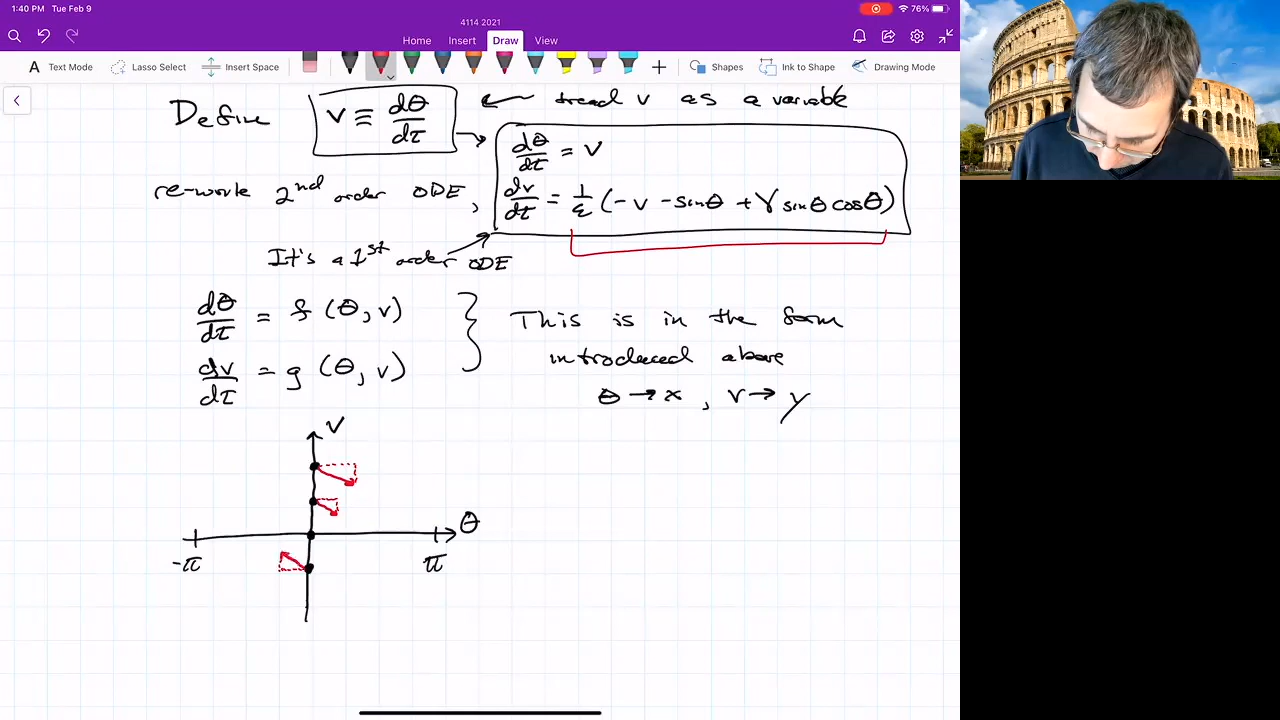 1:40 PM Tue Feb 9
76%
4114 2021
Home Insert Draw View
Text Mode Lasso Select Insert Space Shapes Ink to Shape Drawing Mode
Define v ≡ dθ/dτ ← tread v as a variable
dθ/dτ = v
re-work 2nd order ODE, dv/dτ = 1/ε (-v - sinθ + γ sinθ cosθ)
It's a 1st order ODE
dθ/dτ = f (θ, v)
This is in the form
dv/dτ = g (θ, v)
introduced above
θ → x , v → y
v
θ
-π π